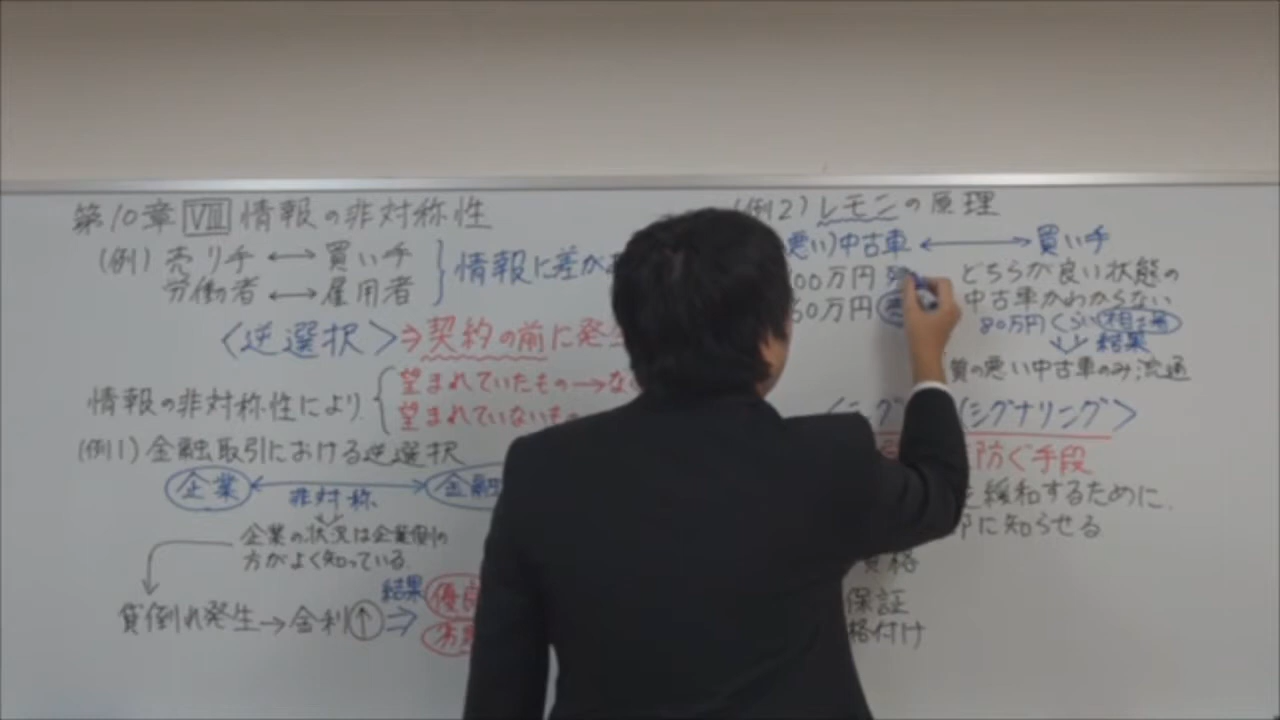 第10章 Ⅷ 情報の非対称性
(例) 売り手 ↔ 買い手
労働者 ↔ 雇用者
情報に差が
<逆選択> ⇒ 契約の前に発生
情報の非対称性により
望まれていたもの → な
望まれていないもの
(例1) 金融取引における逆選択
企業 ↔ 金融
非対称
企業の状況は企業側の
方がよく知っている
貸倒れ発生 → 金利 ↑ ⇒
結果
優良
(例2) レモンの原理
悪い)中古車 ↔ 買い手
00万円
60万円
どちらが良い状態の
中古車かわからない
80万円くらい 相場
結果
質の悪い中古車のみ流通
(シグナリング>
防ぐ手段
を緩和するために、
に知らせる
資格
保証
格付け